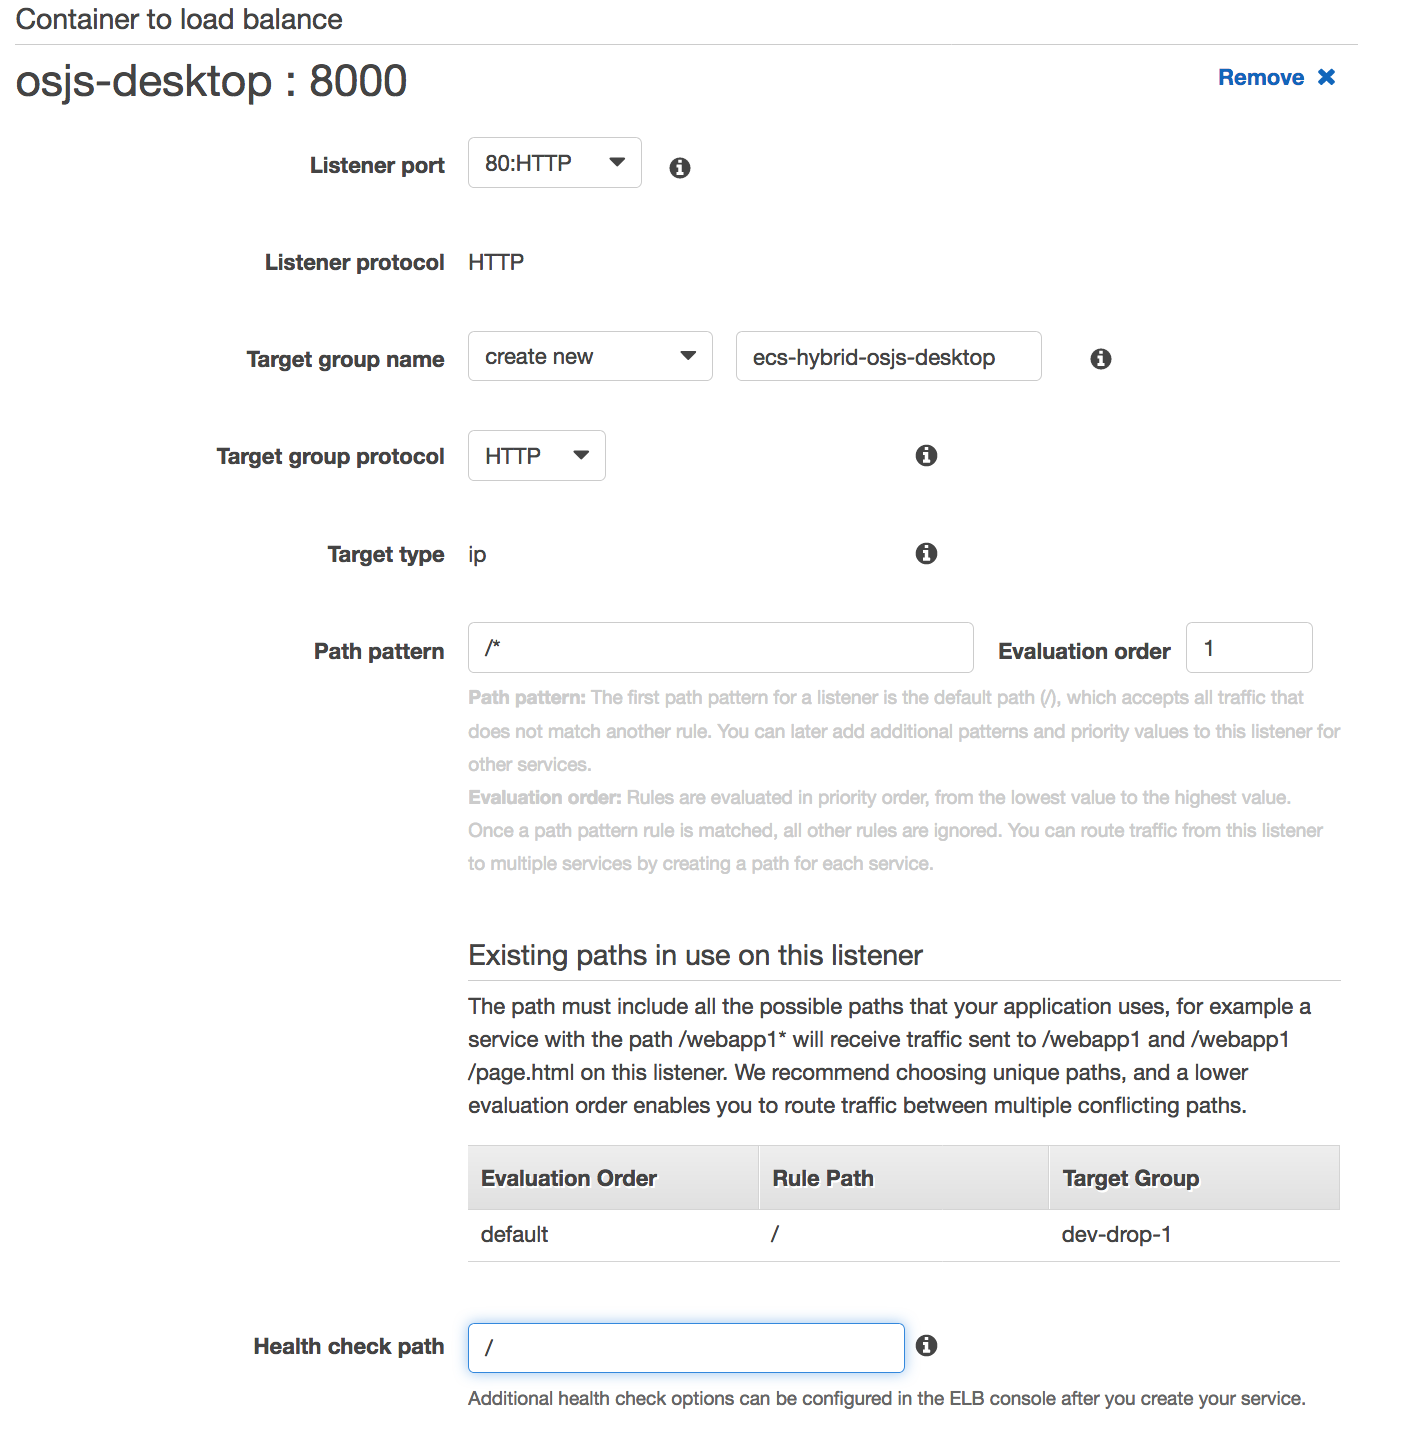 Container to load balance
osjs-desktop : 8000
Remove ✖
Listener port 80:HTTP
Listener protocol HTTP
Target group name create new ecs-hybrid-osjs-desktop
Target group protocol HTTP
Target type ip
Path pattern /* Evaluation order 1
Path pattern: The first path pattern for a listener is the default path (/), which accepts all traffic that
does not match another rule. You can later add additional patterns and priority values to this listener for
other services.
Evaluation order: Rules are evaluated in priority order, from the lowest value to the highest value.
Once a path pattern rule is matched, all other rules are ignored. You can route traffic from this listener
to multiple services by creating a path for each service.
Existing paths in use on this listener
The path must include all the possible paths that your application uses, for example a
service with the path /webapp1* will receive traffic sent to /webapp1 and /webapp1
/page.html on this listener. We recommend choosing unique paths, and a lower
evaluation order enables you to route traffic between multiple conflicting paths.
Evaluation Order Rule Path Target Group
default / dev-drop-1
Health check path /
Additional health check options can be configured in the ELB console after you create your service.